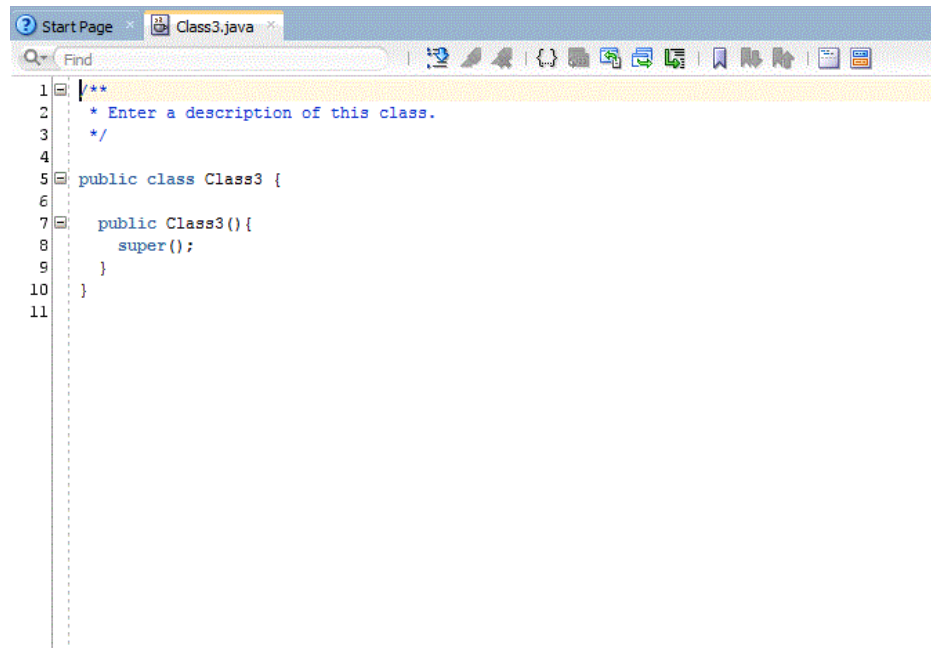 Start Page Class3.java
Find
1 /**
2  * Enter a description of this class.
3  */
4
5 public class Class3 {
6
7   public Class3(){
8     super();
9   }
10 }
11